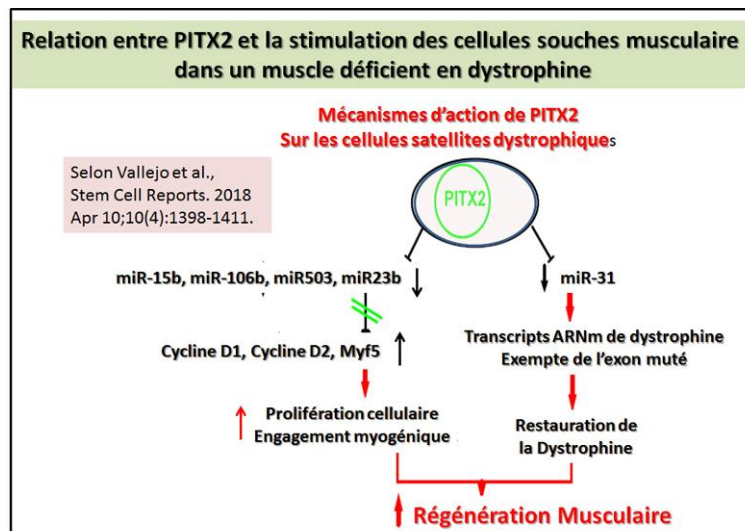 Relation entre PITX2 et la stimulation des cellules souches musculaire
dans un muscle déficient en dystrophine
Mécanismes d'action de PITX2
Sur les cellules satellites dystrophiques
Selon Vallejo et al.,
Stem Cell Reports. 2018
Apr 10;10(4):1398-1411.
PITX2
miR-15b, miR-106b, miR503, miR23b
miR-31
Cycline D1, Cycline D2, Myf5
Transcripts ARNm de dystrophine
Exempte de l'exon muté
Prolifération cellulaire
Engagement myogénique
Restauration de
la Dystrophine
Régénération Musculaire